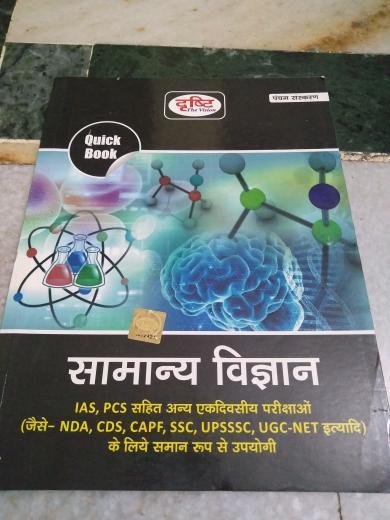 दृष्टि
The Vision
पंचम संस्करण
Quick
Book
सामान्य विज्ञान
IAS, PCS सहित अन्य एकदिवसीय परीक्षाओं
(जैसे- NDA, CDS, CAPF, SSC, UPSSSC, UGC-NET इत्यादि)
के लिये समान रूप से उपयोगी